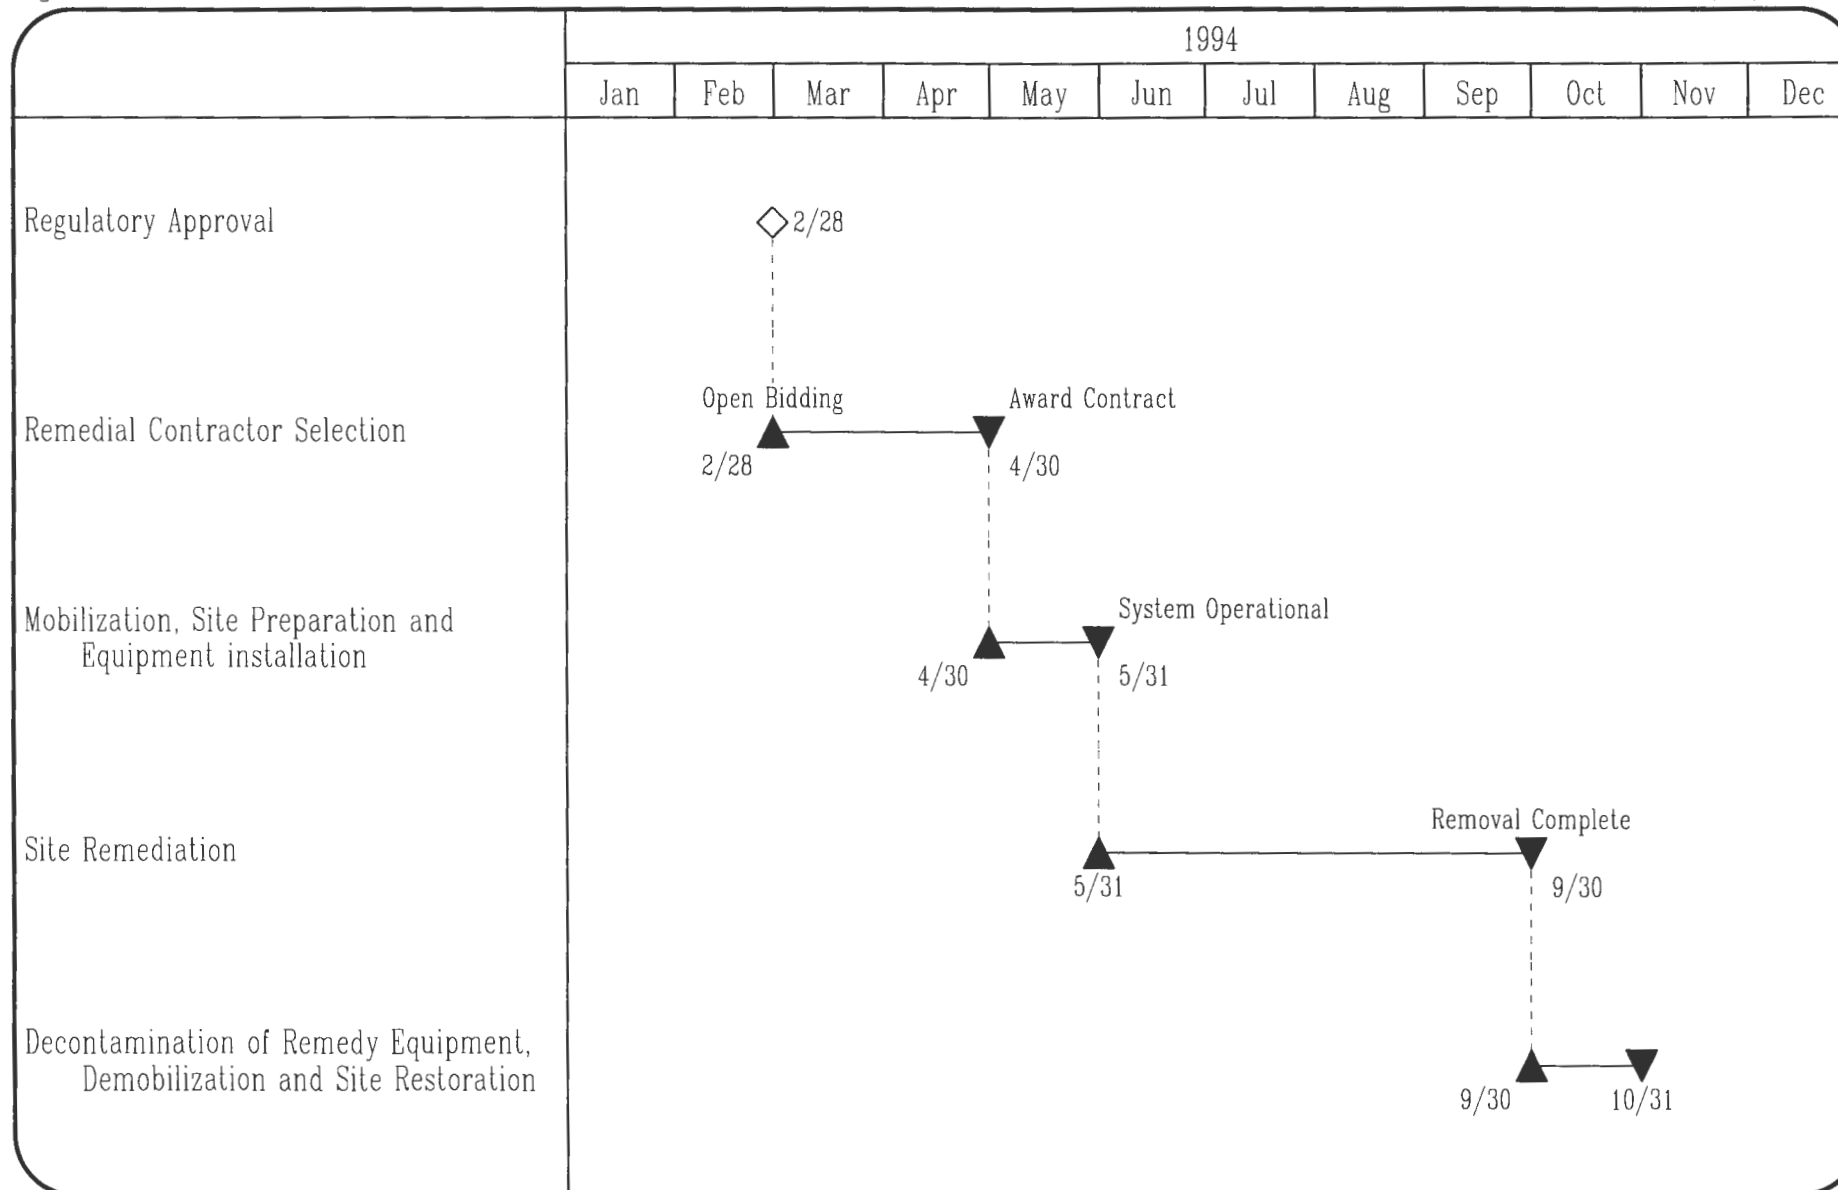 1994
Jan Feb Mar Apr May Jun Jul Aug Sep Oct Nov Dec
Regulatory Approval
2/28
Open Bidding
Award Contract
Remedial Contractor Selection
2/28
4/30
Mobilization, Site Preparation and
Equipment installation
System Operational
4/30
5/31
Removal Complete
Site Remediation
5/31
9/30
Decontamination of Remedy Equipment,
Demobilization and Site Restoration
9/30
10/31